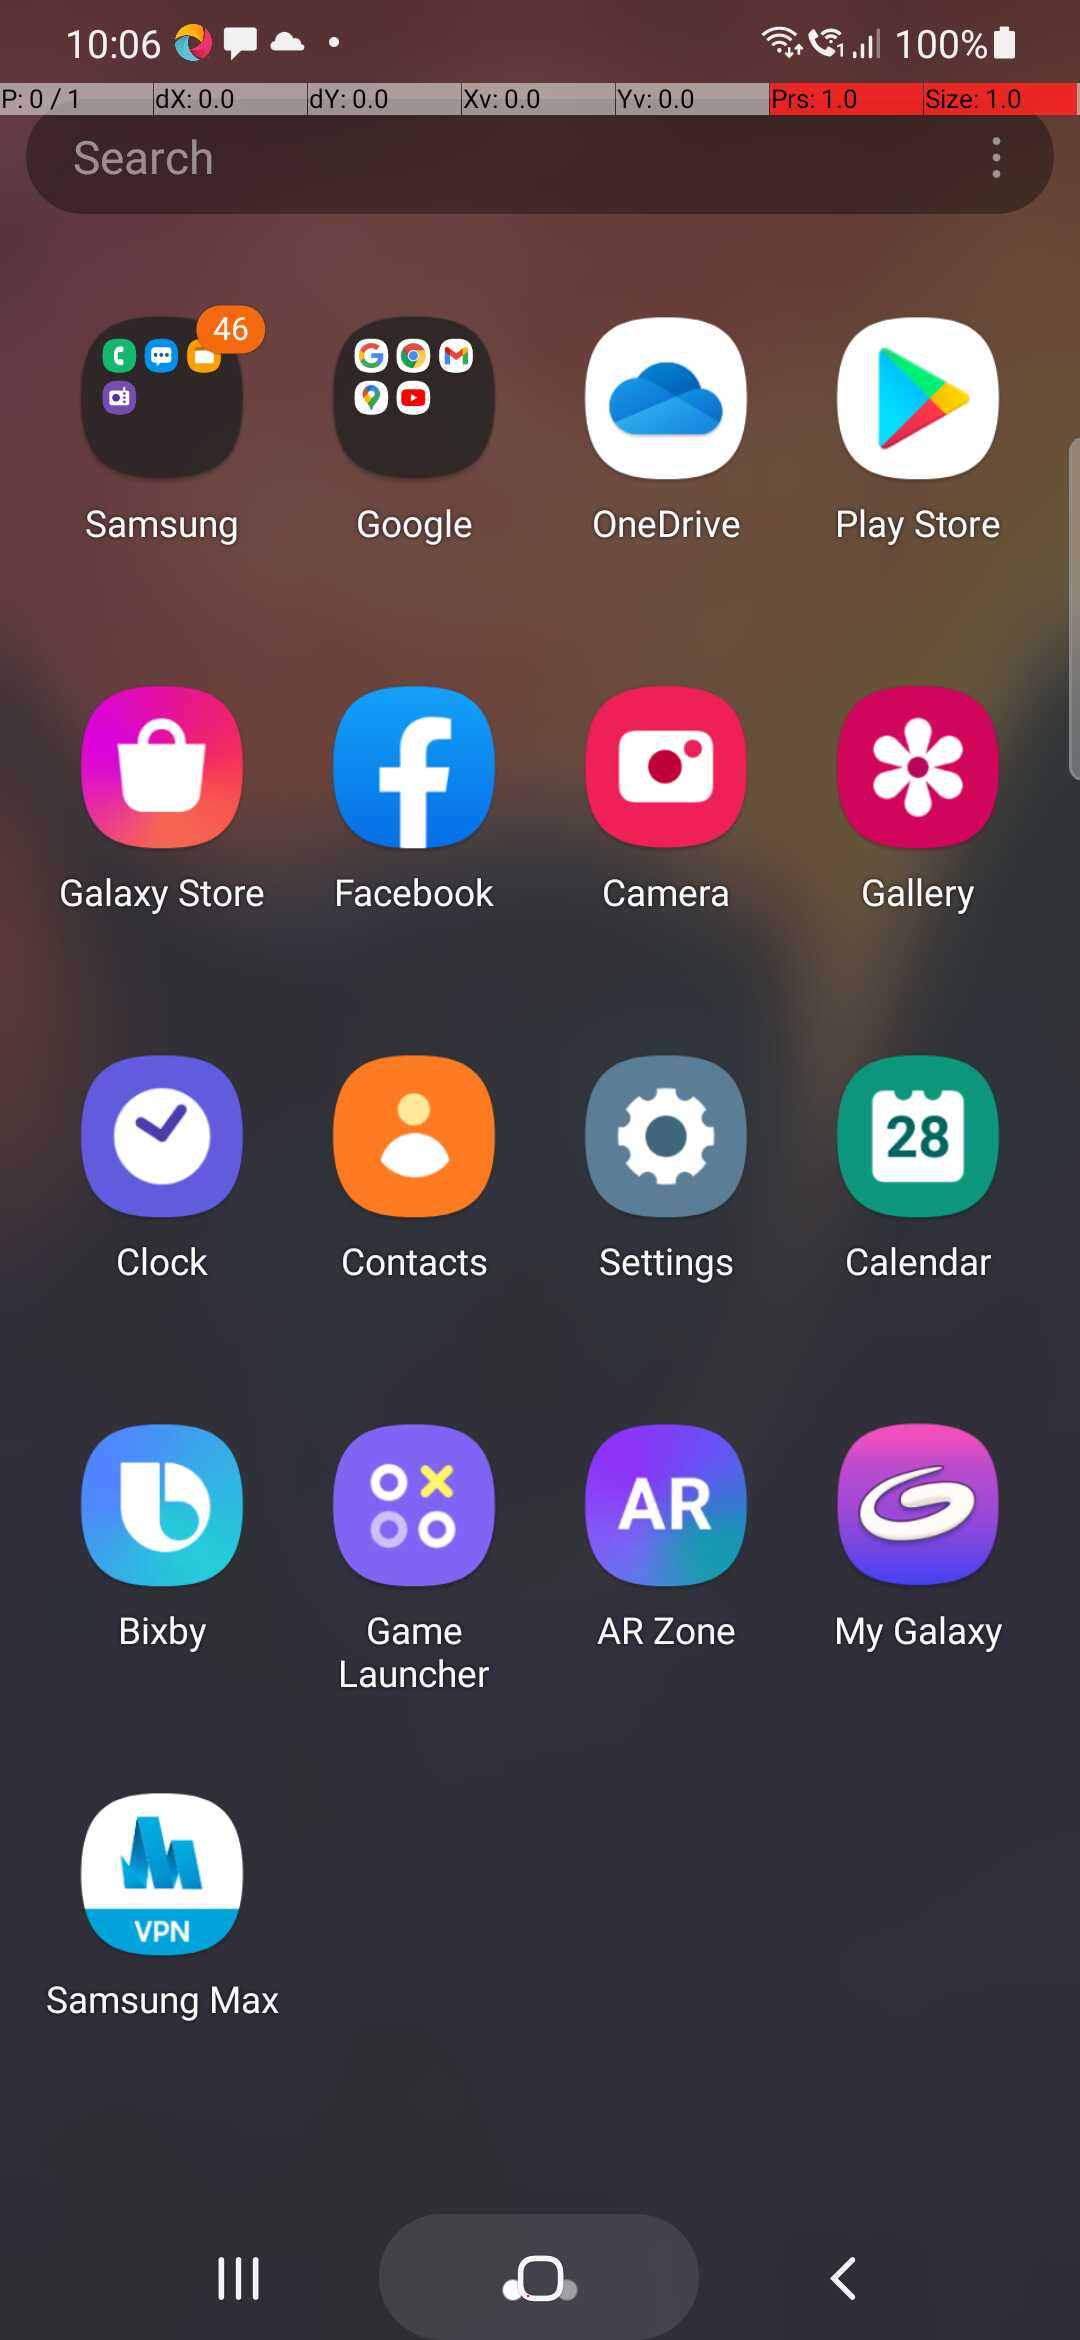 10:06 100%
P: 0 / 1 dX: 0.0 dY: 0.0 Xv: 0.0 Yv: 0.0 Prs: 1.0 Size: 1.0
Search
46
Samsung Google OneDrive Play Store
Galaxy Store Facebook Camera Gallery
28
Clock Contacts Settings Calendar
AR
Bixby Game Launcher AR Zone My Galaxy
VPN
Samsung Max